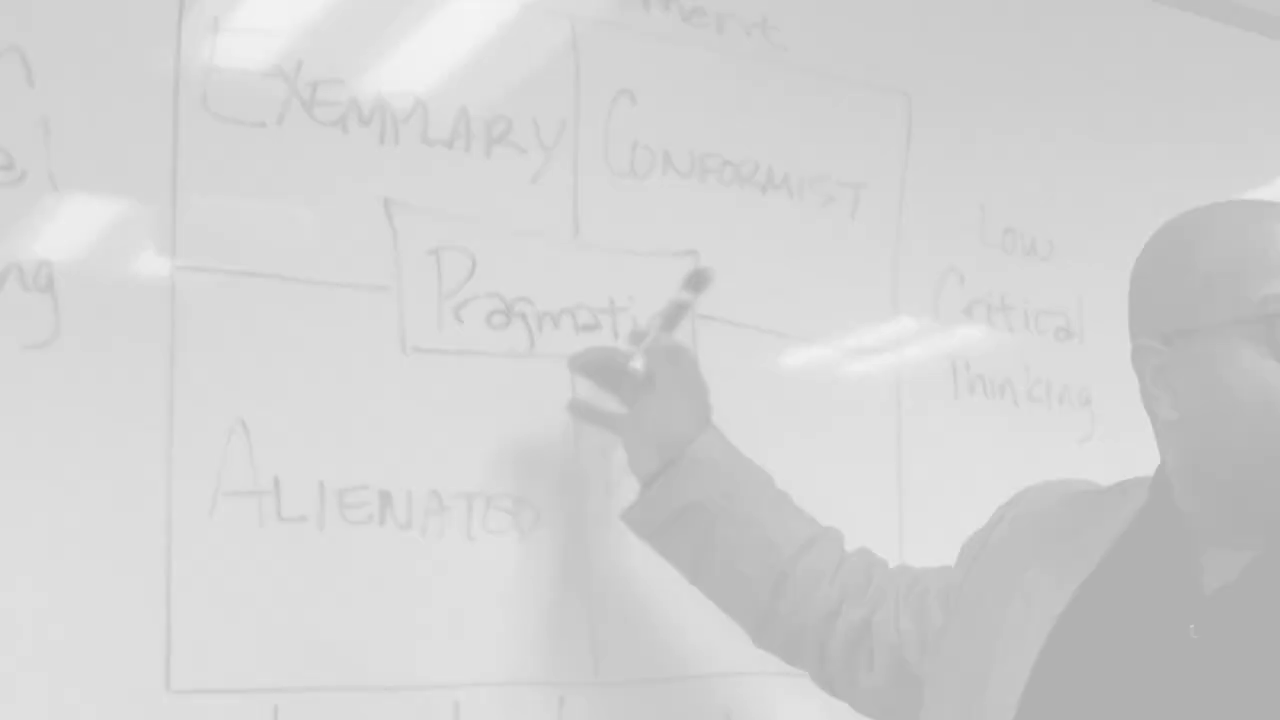 EXEMPLARY
CONFORMIST
Pragmati
ALIENATED
Low
Critical
Thinking